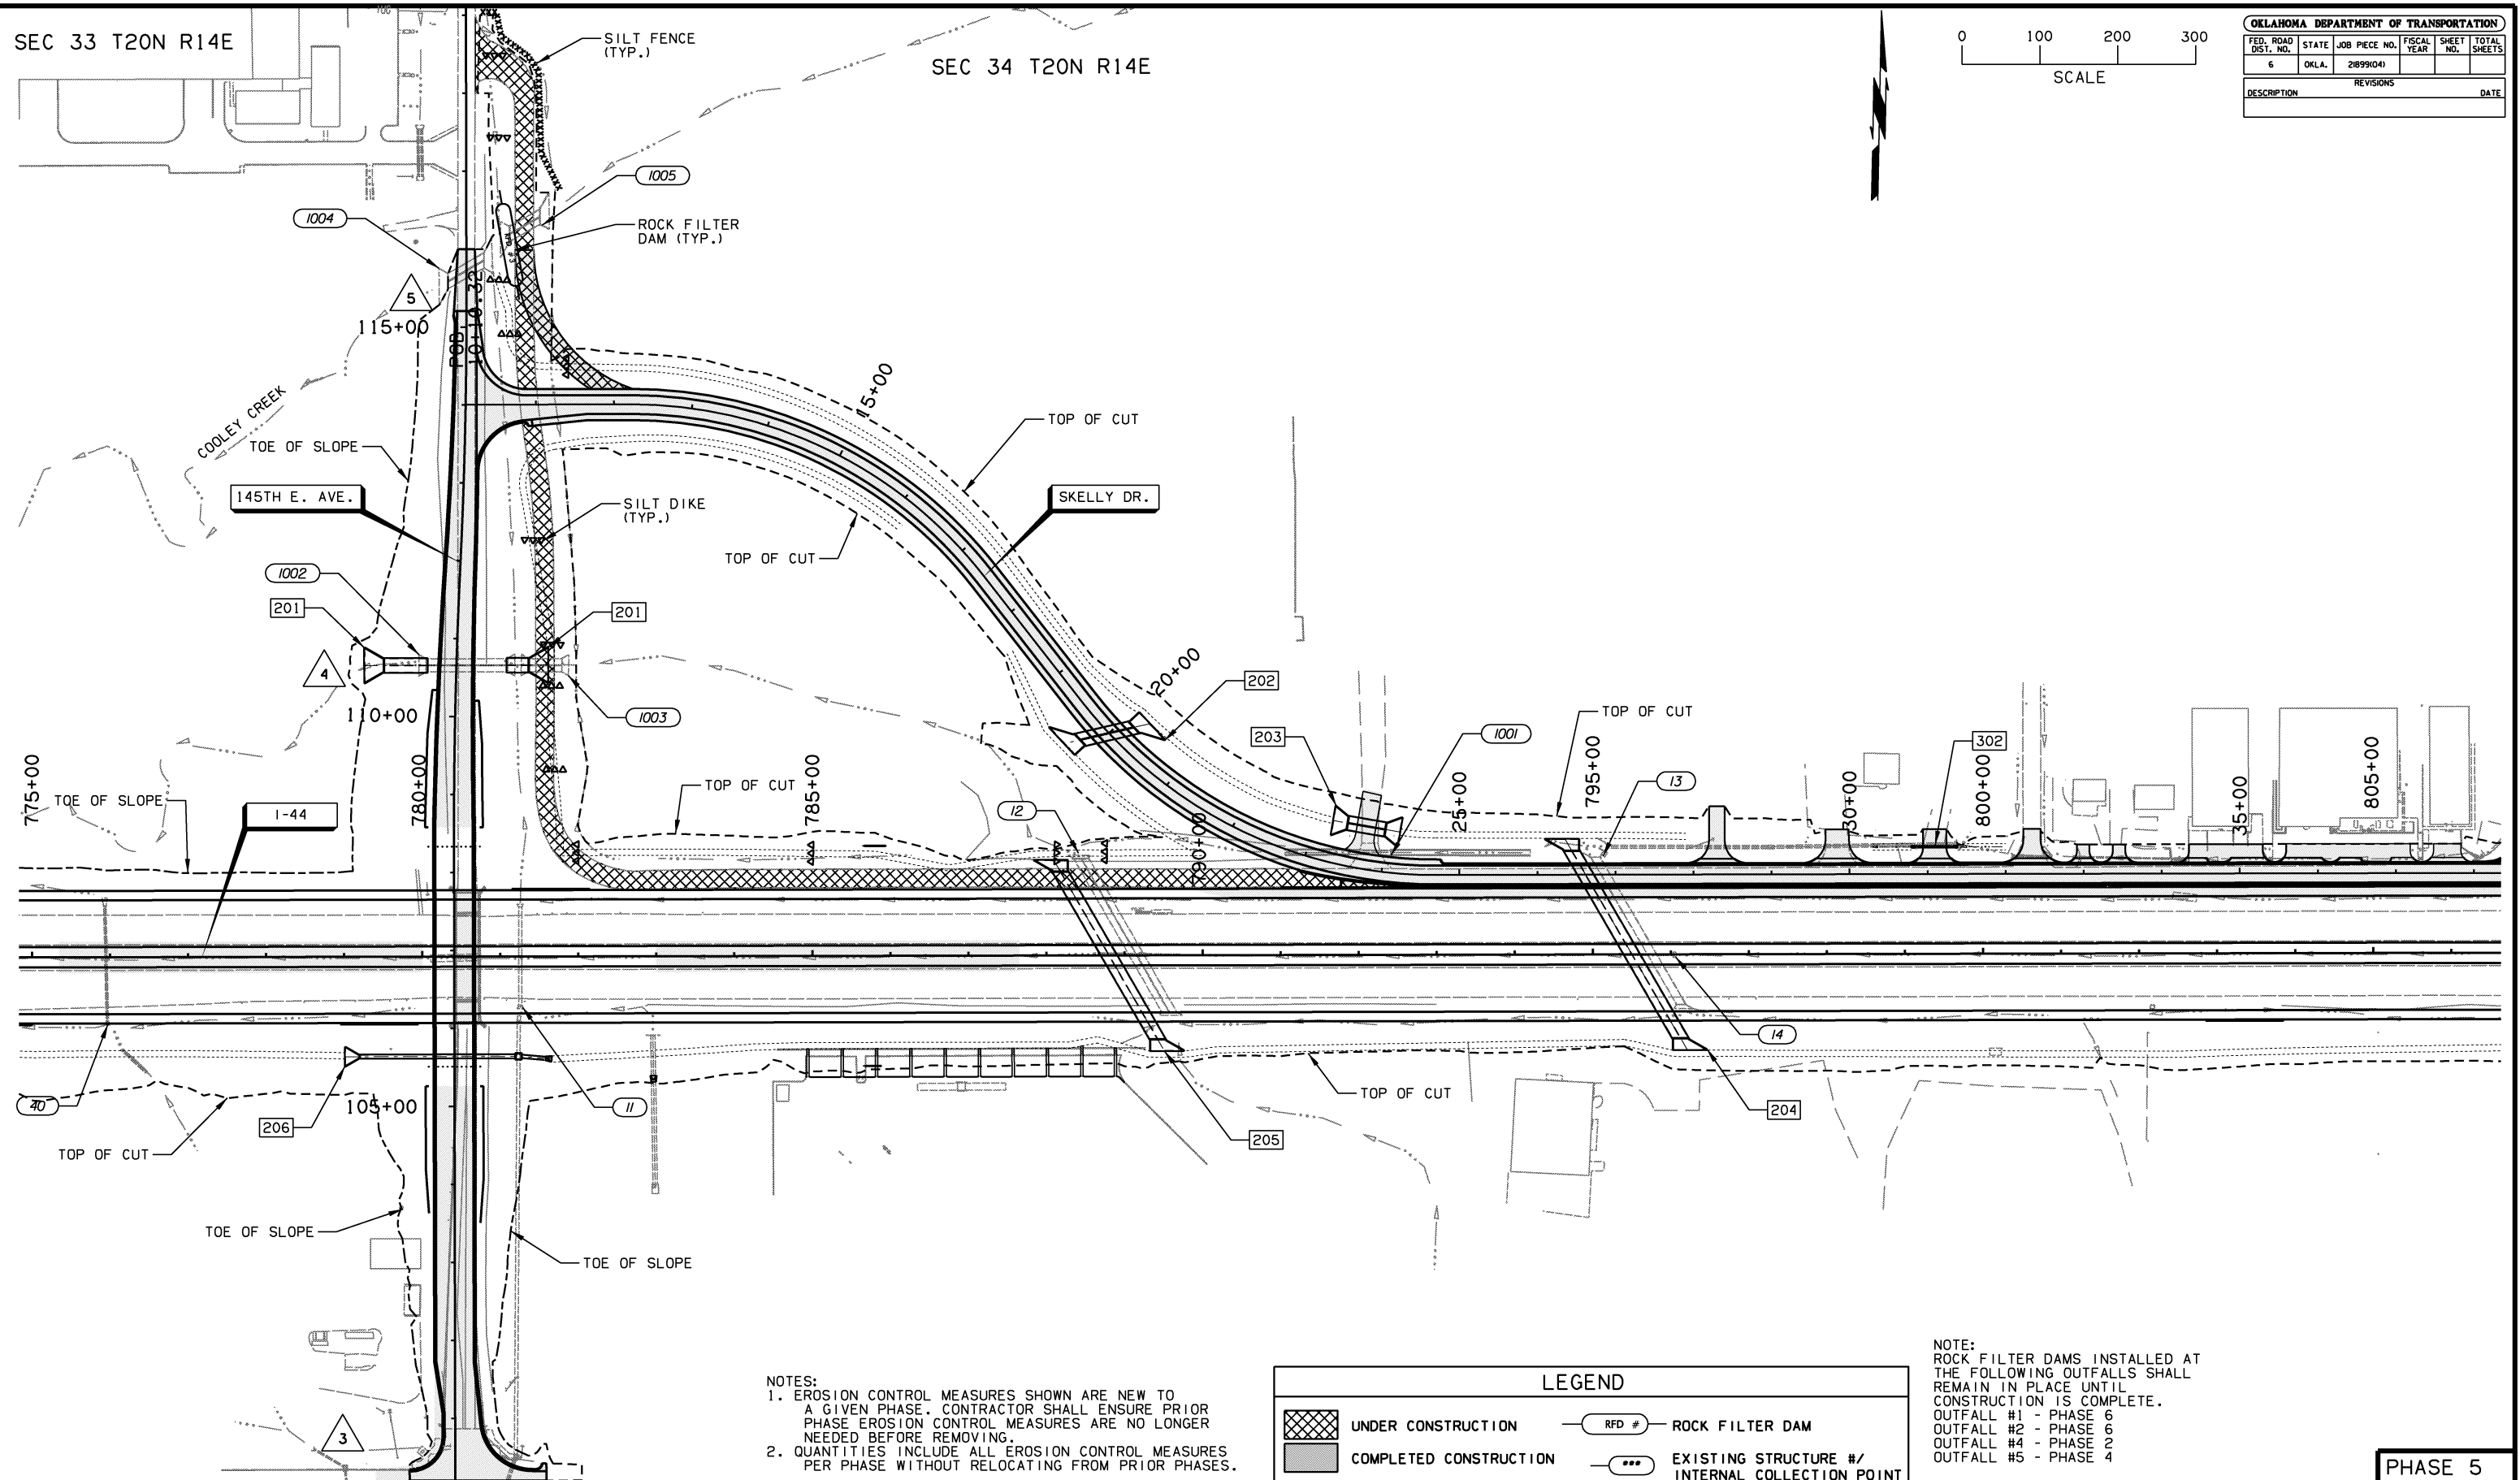 SEC 33 T20N R14E
SILT FENCE
(TYP.)
SEC 34 T20N R14E
0 100 200 300
SCALE
OKLAHOMA DEPARTMENT OF TRANSPORTATION
FED. ROAD DIST. NO. STATE JOB PIECE NO. FISCAL YEAR SHEET NO. TOTAL SHEETS
6 OKLA. 21899(04)
REVISIONS
DESCRIPTION DATE
1005
1004
ROCK FILTER
DAM (TYP.)
5
115+00
COOLEY CREEK
TOE OF SLOPE
15+00
TOP OF CUT
145TH E. AVE.
SKELLY DR.
SILT DIKE
(TYP.)
TOP OF CUT
1002
201
201
4
110+00
1003
20+00
202
203
1001
TOP OF CUT
302
13
775+00
TOE OF SLOPE
I-44
780+00
TOP OF CUT
785+00
12
790+00
25+00
795+00
30+00
800+00
35+00
805+00
40
206
105+00
11
14
TOP OF CUT
204
205
TOP OF CUT
TOE OF SLOPE
TOE OF SLOPE
3
NOTES:
1. EROSION CONTROL MEASURES SHOWN ARE NEW TO
A GIVEN PHASE. CONTRACTOR SHALL ENSURE PRIOR
PHASE EROSION CONTROL MEASURES ARE NO LONGER
NEEDED BEFORE REMOVING.
2. QUANTITIES INCLUDE ALL EROSION CONTROL MEASURES
PER PHASE WITHOUT RELOCATING FROM PRIOR PHASES.
LEGEND
UNDER CONSTRUCTION
RFD # ROCK FILTER DAM
COMPLETED CONSTRUCTION
*** EXISTING STRUCTURE #/
INTERNAL COLLECTION POINT
NOTE:
ROCK FILTER DAMS INSTALLED AT
THE FOLLOWING OUTFALLS SHALL
REMAIN IN PLACE UNTIL
CONSTRUCTION IS COMPLETE.
OUTFALL #1 - PHASE 6
OUTFALL #2 - PHASE 6
OUTFALL #4 - PHASE 2
OUTFALL #5 - PHASE 4
PHASE 5